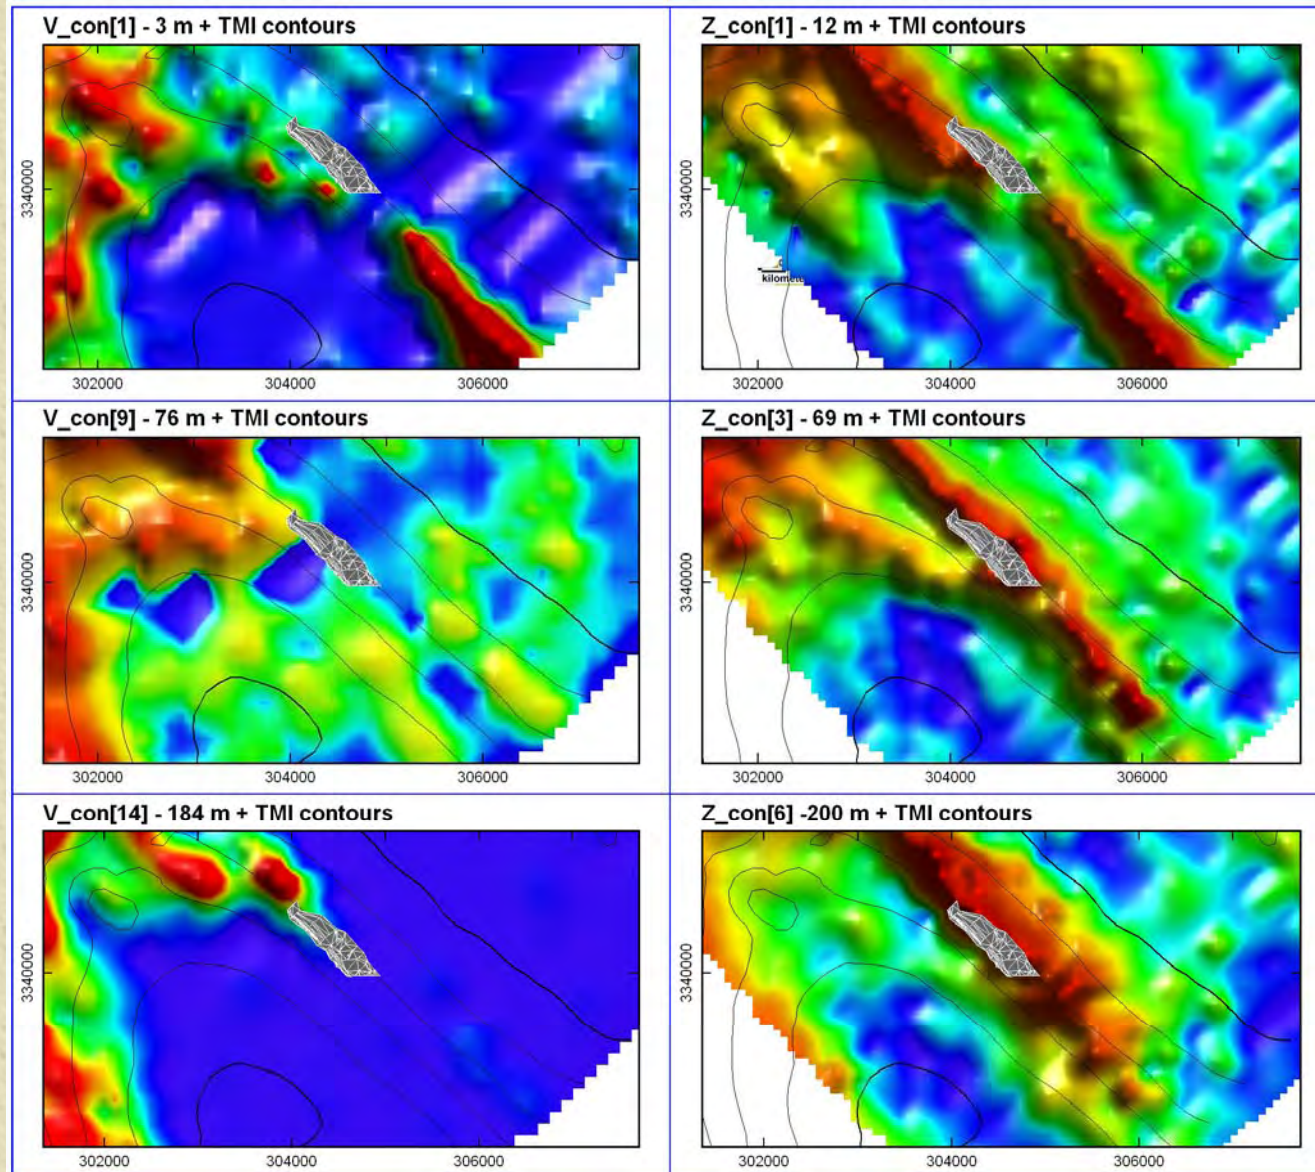 V_con[1] - 3 m + TMI contours
3340000
302000 304000 306000
Z_con[1] - 12 m + TMI contours
3340000
302000 304000 306000
V_con[9] - 76 m + TMI contours
3340000
302000 304000 306000
Z_con[3] - 69 m + TMI contours
3340000
302000 304000 306000
V_con[14] - 184 m + TMI contours
3340000
302000 304000 306000
Z_con[6] -200 m + TMI contours
3340000
302000 304000 306000